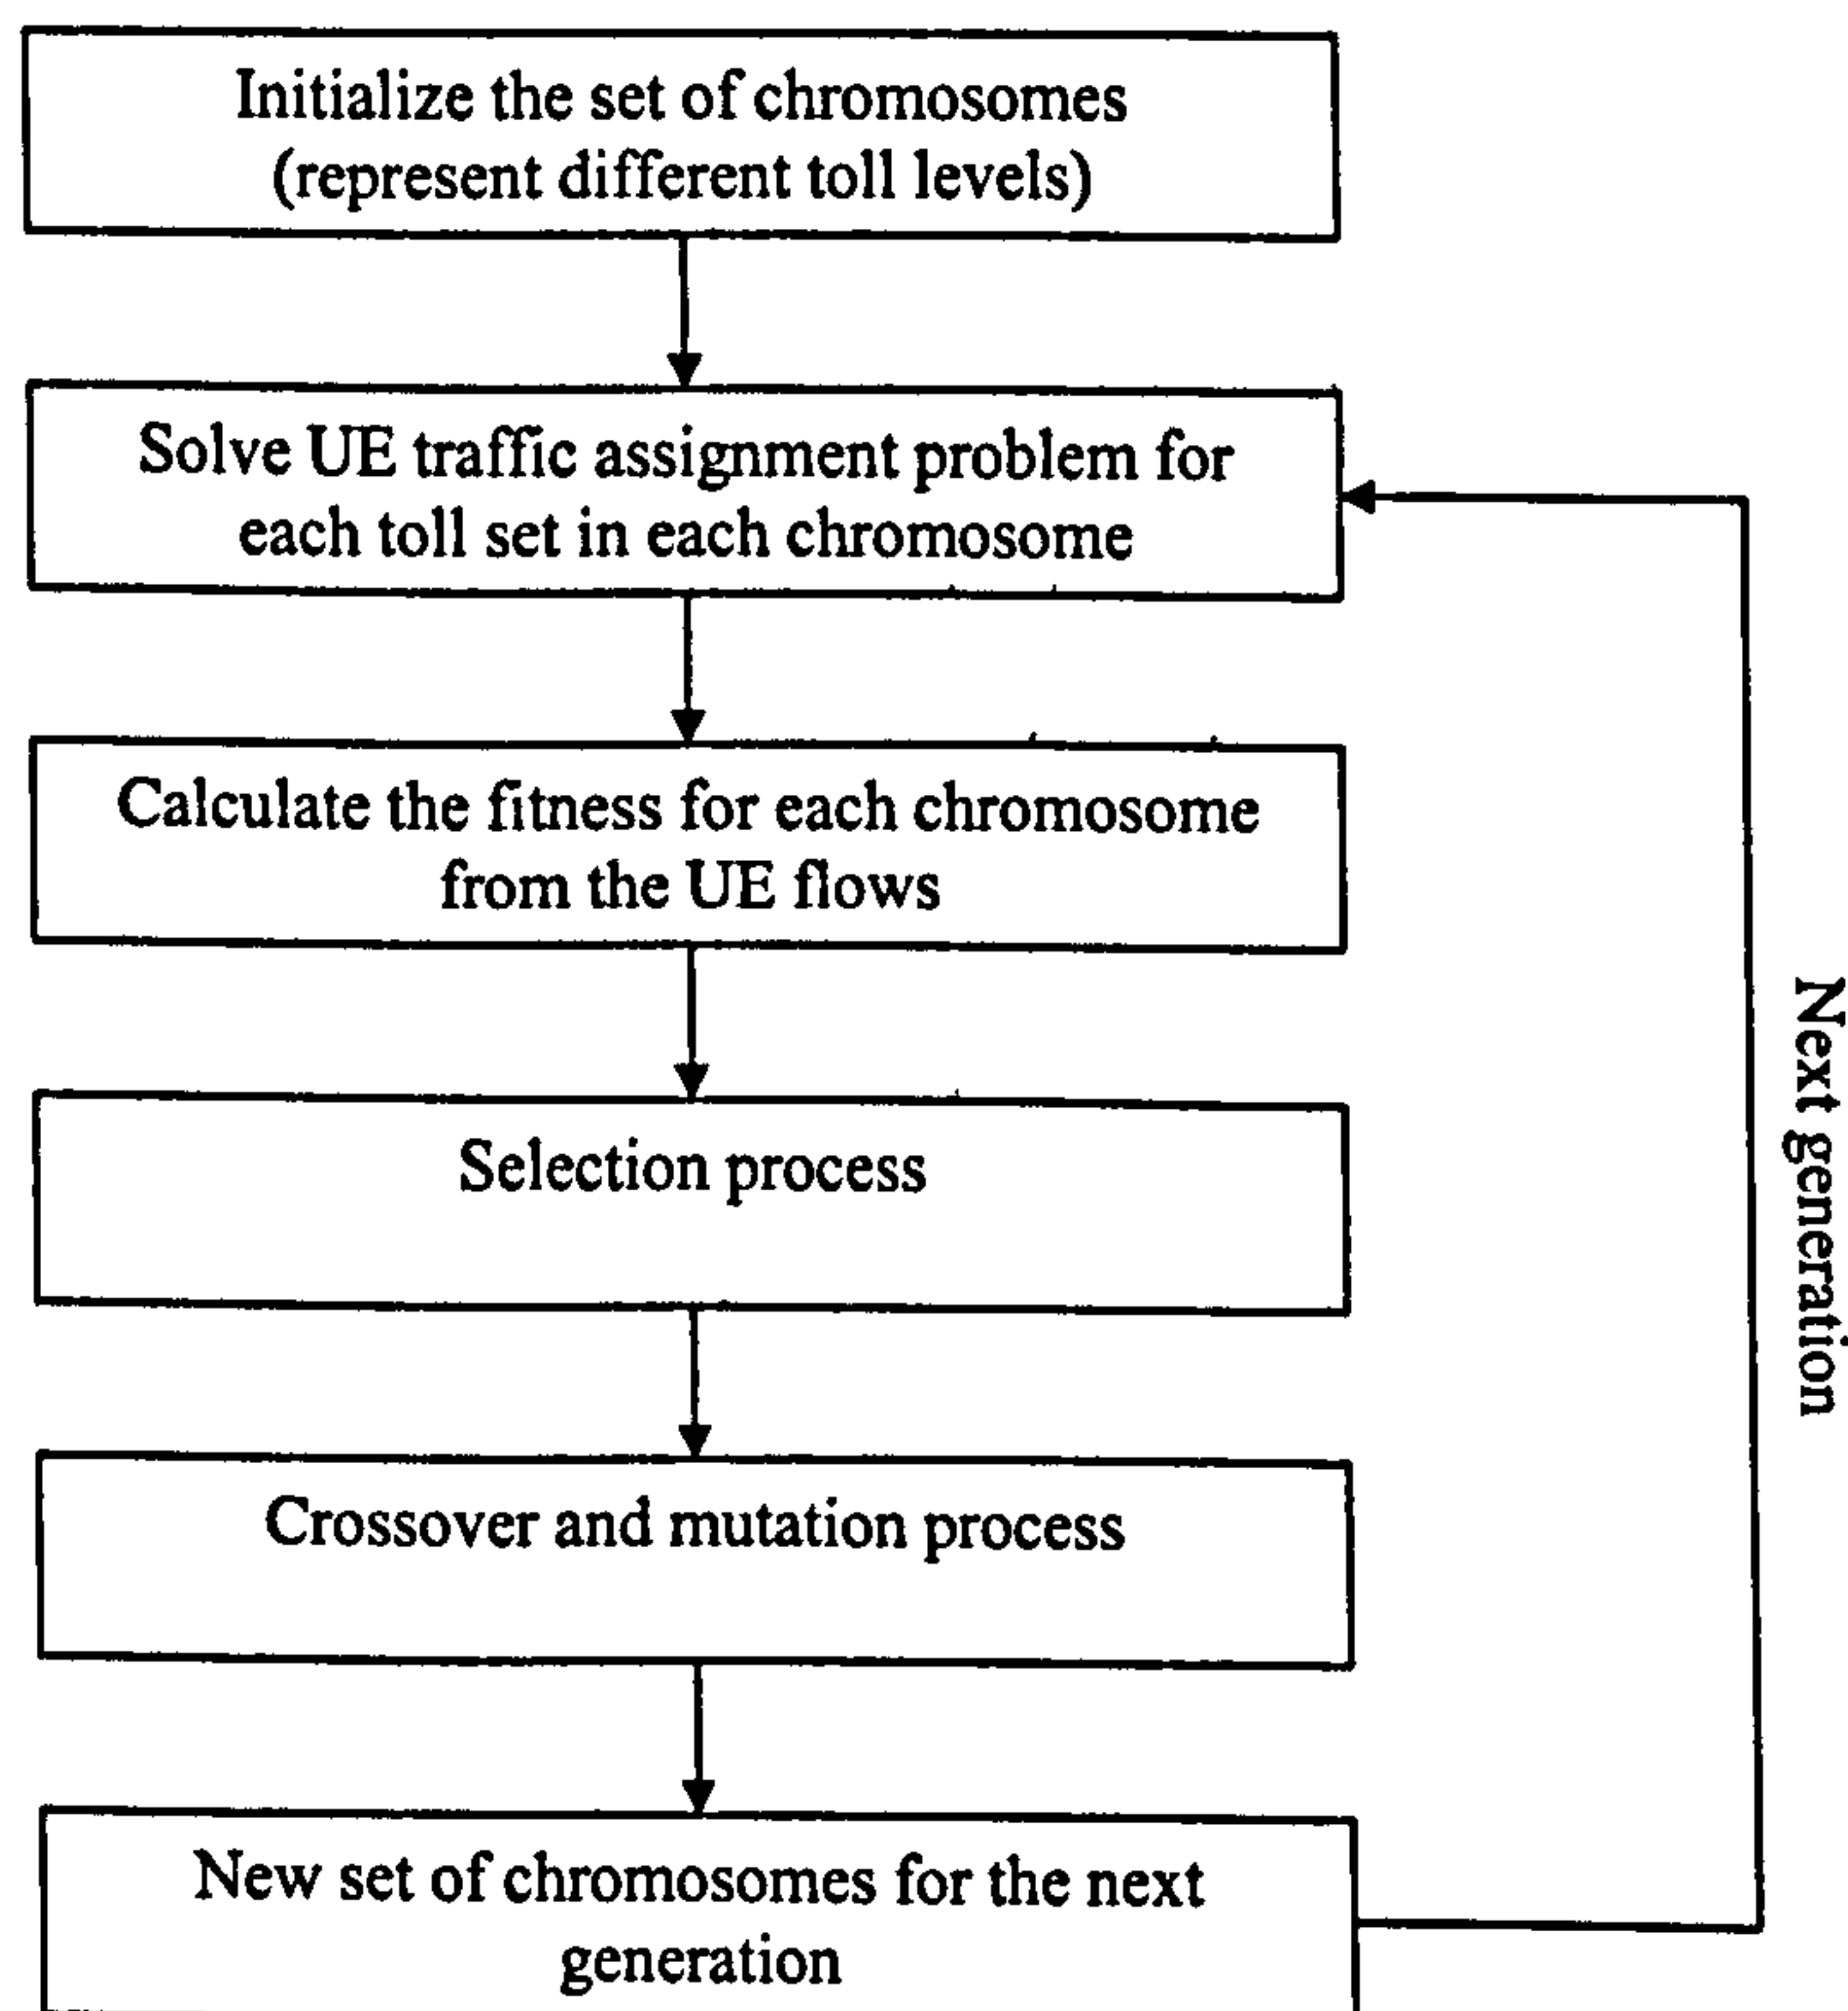 Initialize the set of chromosomes
(represent different toll levels)
Solve UE traffic assignment problem for
each toll set in each chromosome
Calculate the fitness for each chromosome
from the UE flows
Selection process
Crossover and mutation process
New set of chromosomes for the next
generation
Next generation